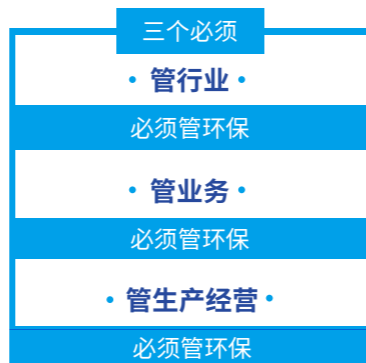 三个必须
• 管行业 •
必须管环保
• 管业务 •
必须管环保
• 管生产经营 •
必须管环保